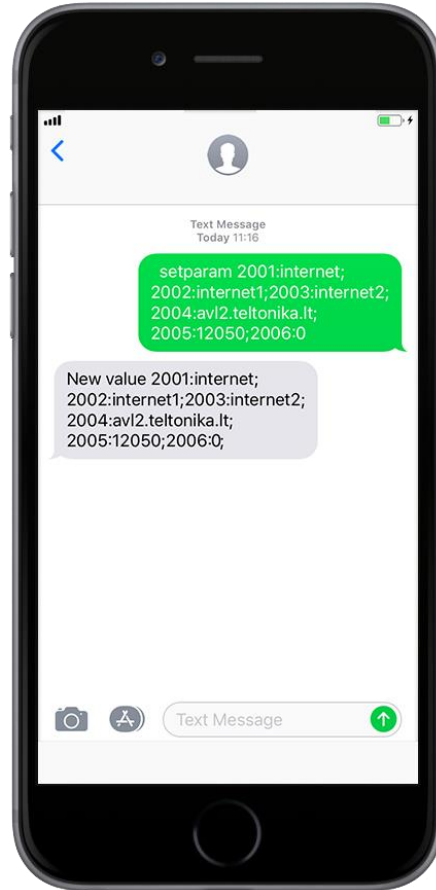 Text Message
Today 11:16
setparam 2001:internet;
2002:internet1;2003:internet2;
2004:avl2.teltonika.lt;
2005:12050;2006:0
New value 2001:internet;
2002:internet1;2003:internet2;
2004:avl2.teltonika.lt;
2005:12050;2006:0;
Text Message